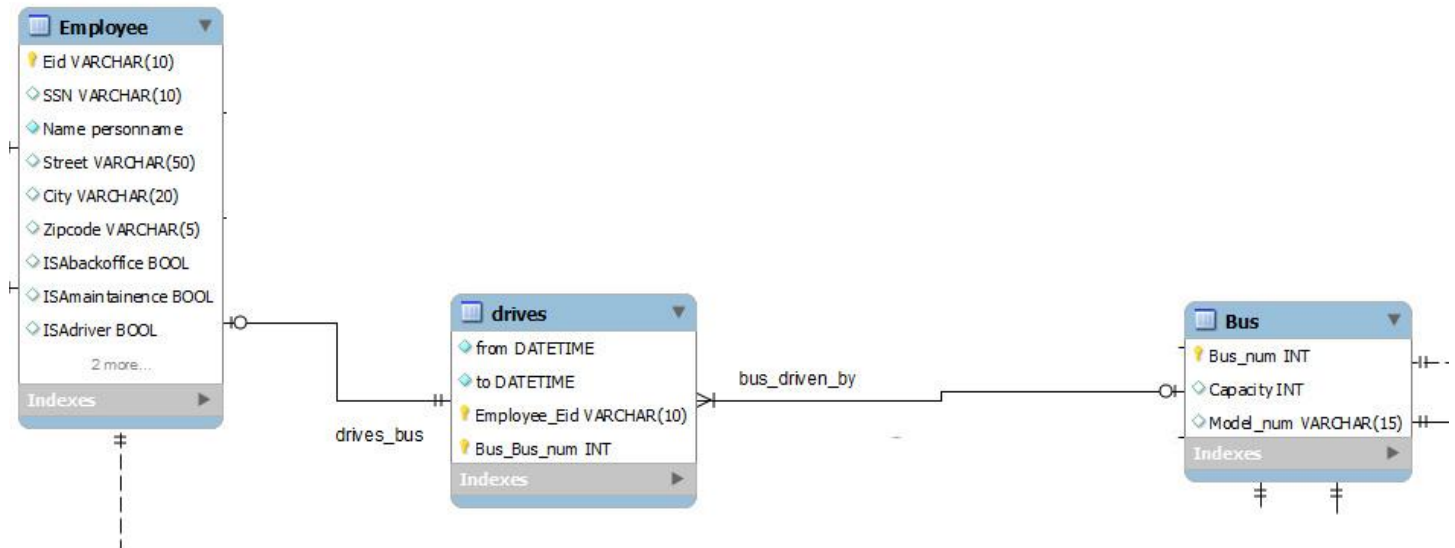 Employee
Eid VARCHAR(10)
SSN VARCHAR(10)
Name personname
Street VARCHAR(50)
City VARCHAR(20)
Zipcode VARCHAR(5)
ISAbackoffice BOOL
ISAmaintainence BOOL
ISAdriver BOOL
2 more...
Indexes
drives_bus
drives
from DATETIME
to DATETIME
Employee_Eid VARCHAR(10)
Bus_Bus_num INT
Indexes
bus_driven_by
Bus
Bus_num INT
Capacity INT
Model_num VARCHAR(15)
Indexes